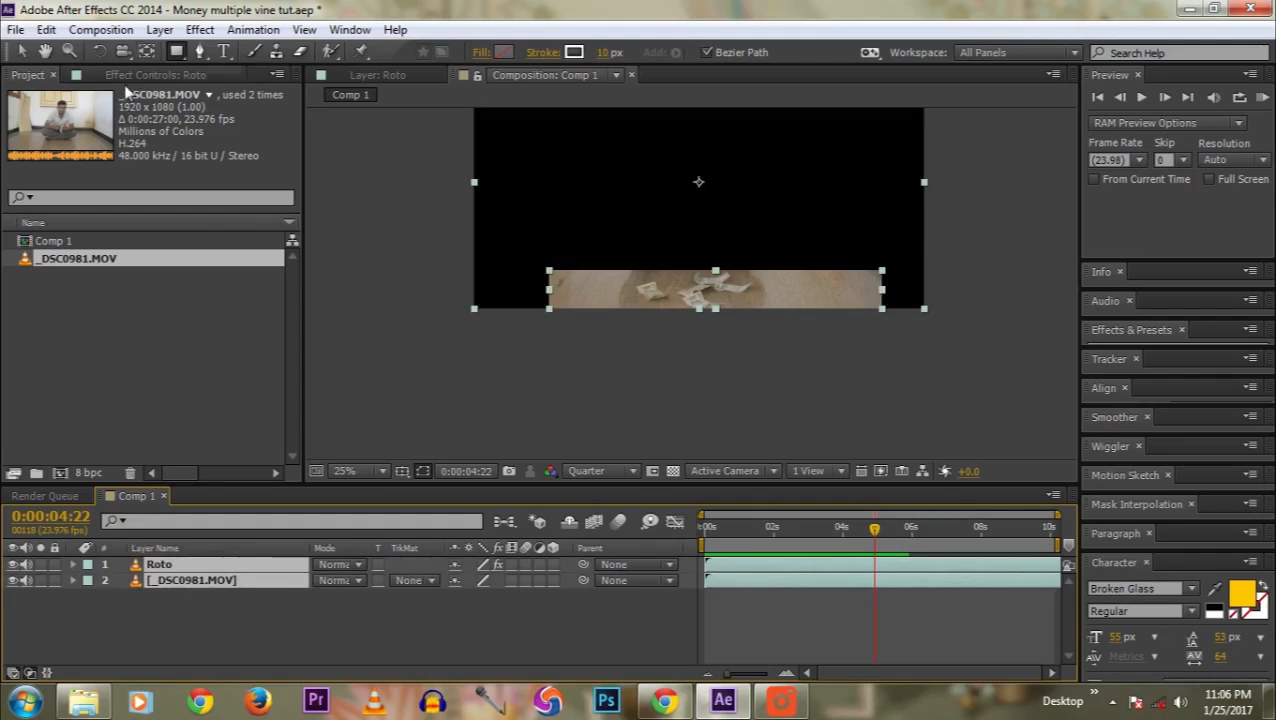 Adobe After Effects CC 2014 - Money multiple vine tut.aep *
File Edit Composition Layer Effect Animation View Window Help
Fill: Stroke: 10 px Add: Bezier Path Workspace: All Panels Search Help
Project Effect Controls: Roto Layer: Roto Composition: Comp 1 Preview
_DSC0981.MOV , used 2 times Comp 1
1920 x 1080 (1.00)
Δ 0:00:27:00, 23.976 fps
Millions of Colors
H.264
48.000 kHz / 16 bit U / Stereo
RAM Preview Options
Frame Rate Skip Resolution
(23.98) 0 Auto
From Current Time Full Screen
Name
Comp 1
_DSC0981.MOV
Info
Audio
Effects & Presets
Tracker
Align
Smoother
Wiggler
Motion Sketch
Mask Interpolation
Paragraph
Character
8 bpc 25% 0:00:04:22 Quarter Active Camera 1 View +0.0
Render Queue Comp 1
0:00:04:22
00118 (23.976 fps)
:00s 02s 04s 06s 08s 10s
# Layer Name Mode T TrkMat Parent
1 Roto Norma None
2 [_DSC0981.MOV] Norma None None
Broken Glass
Regular
55 px 53 px
Metrics 64
Desktop
11:06 PM
1/25/2017